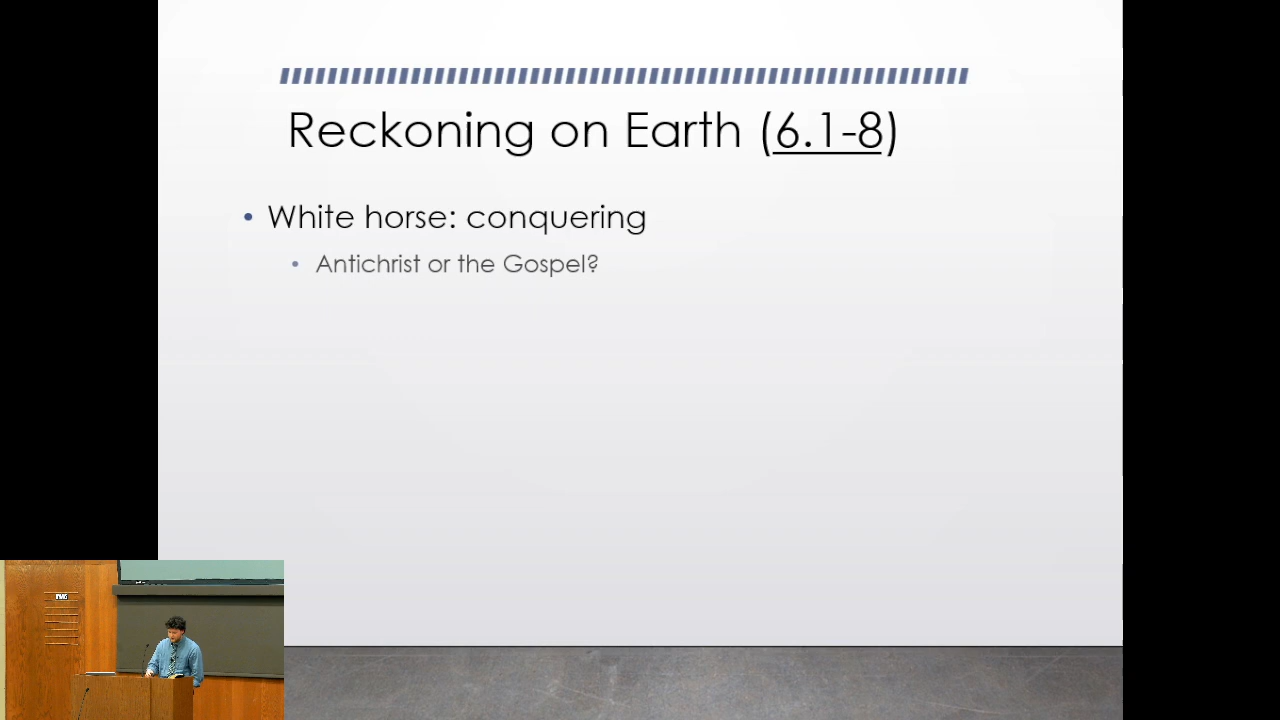 Reckoning on Earth (6.1-8)
• White horse: conquering
• Antichrist or the Gospel?